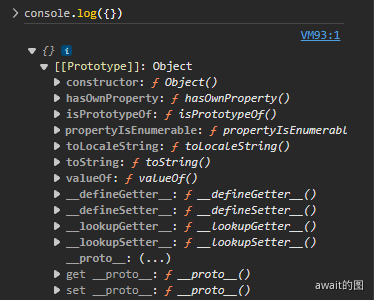 > console.log({})
VM93:1
▼ {} i
▼ [[Prototype]]: Object
▶ constructor: ƒ Object()
▶ hasOwnProperty: ƒ hasOwnProperty()
▶ isPrototypeOf: ƒ isPrototypeOf()
▶ propertyIsEnumerable: ƒ propertyIsEnumerabl
▶ toLocaleString: ƒ toLocaleString()
▶ toString: ƒ toString()
▶ valueOf: ƒ valueOf()
▶ __defineGetter__: ƒ __defineGetter__()
▶ __defineSetter__: ƒ __defineSetter__()
▶ __lookupGetter__: ƒ __lookupGetter__()
▶ __lookupSetter__: ƒ __lookupSetter__()
__proto__: (...)
▶ get __proto__: ƒ __proto__()
▶ set __proto__: ƒ __proto__()
await的图